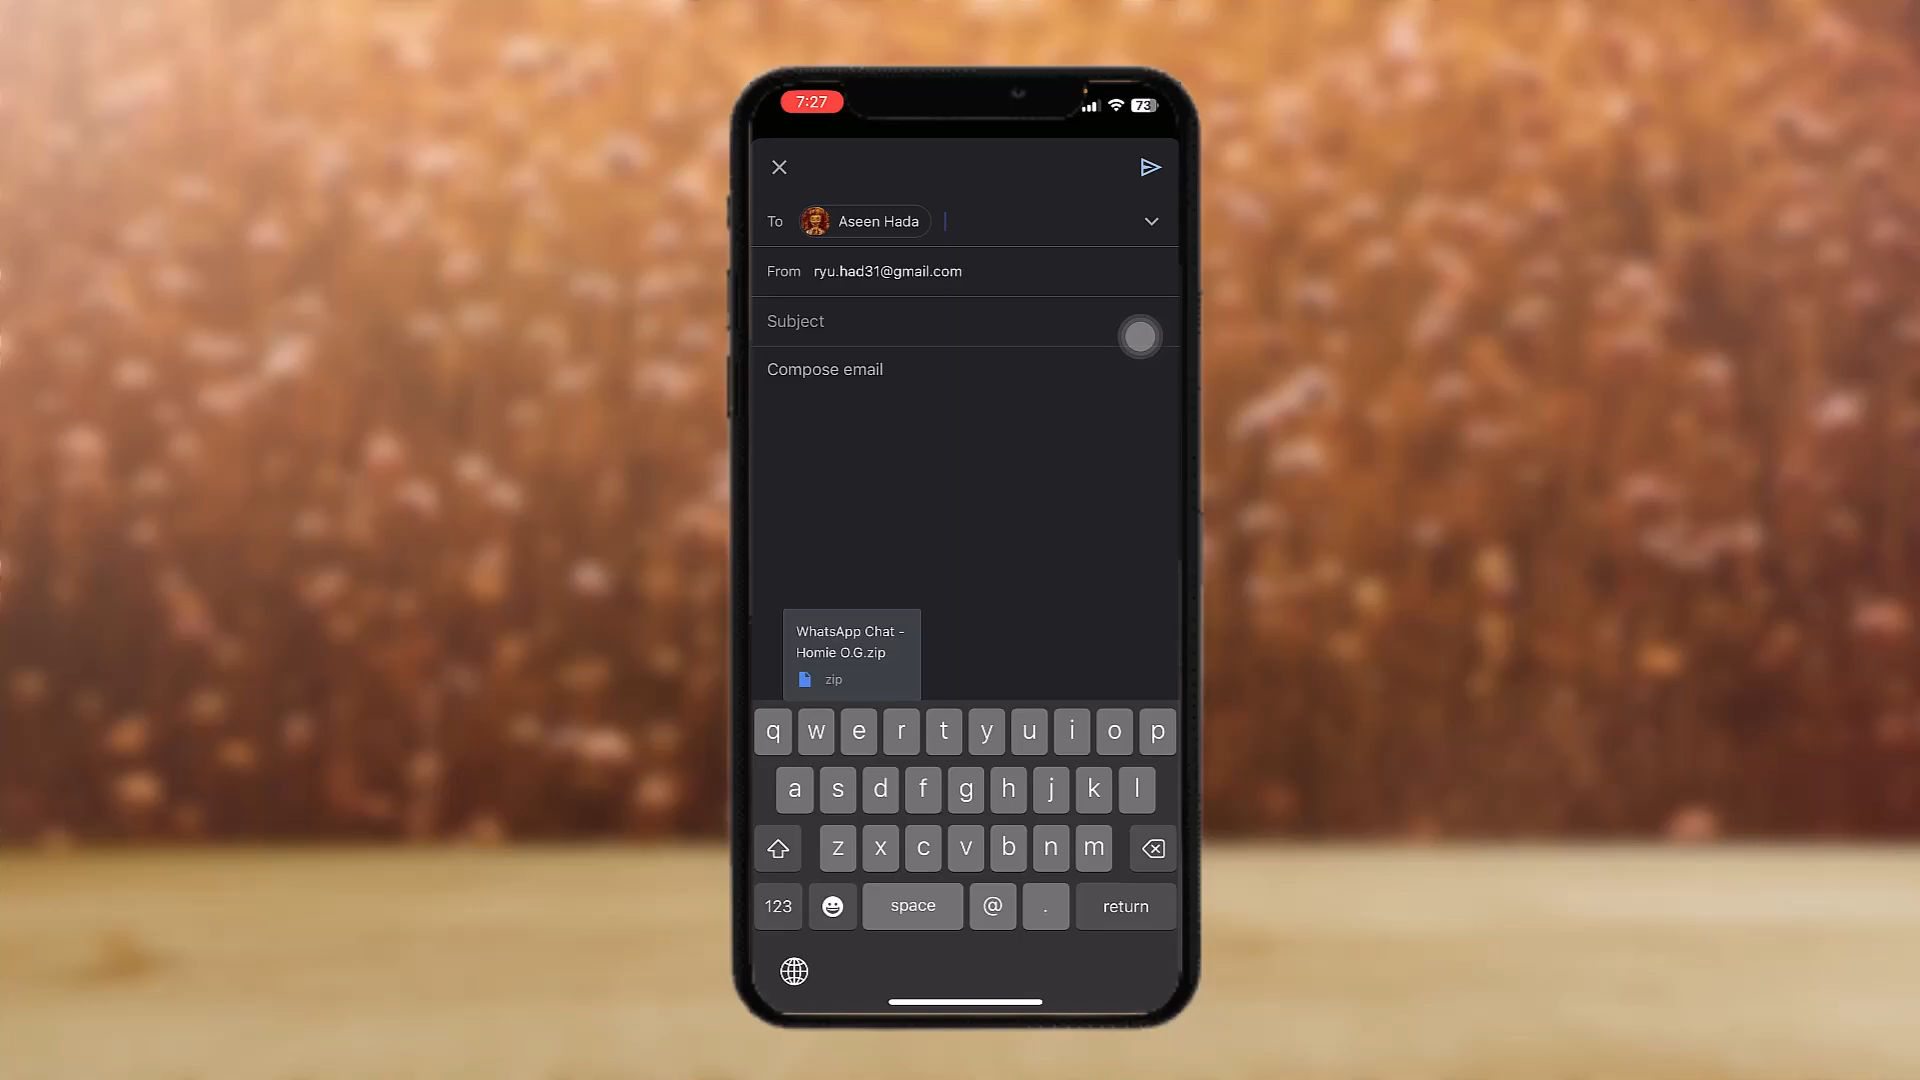 7:27
73
To Aseen Hada
From ryu.had31@gmail.com
Subject
Compose email
WhatsApp Chat -
Homie O.G.zip
zip
q w e r t y u i o p
a s d f g h j k l
z x c v b n m
123 space @ . return